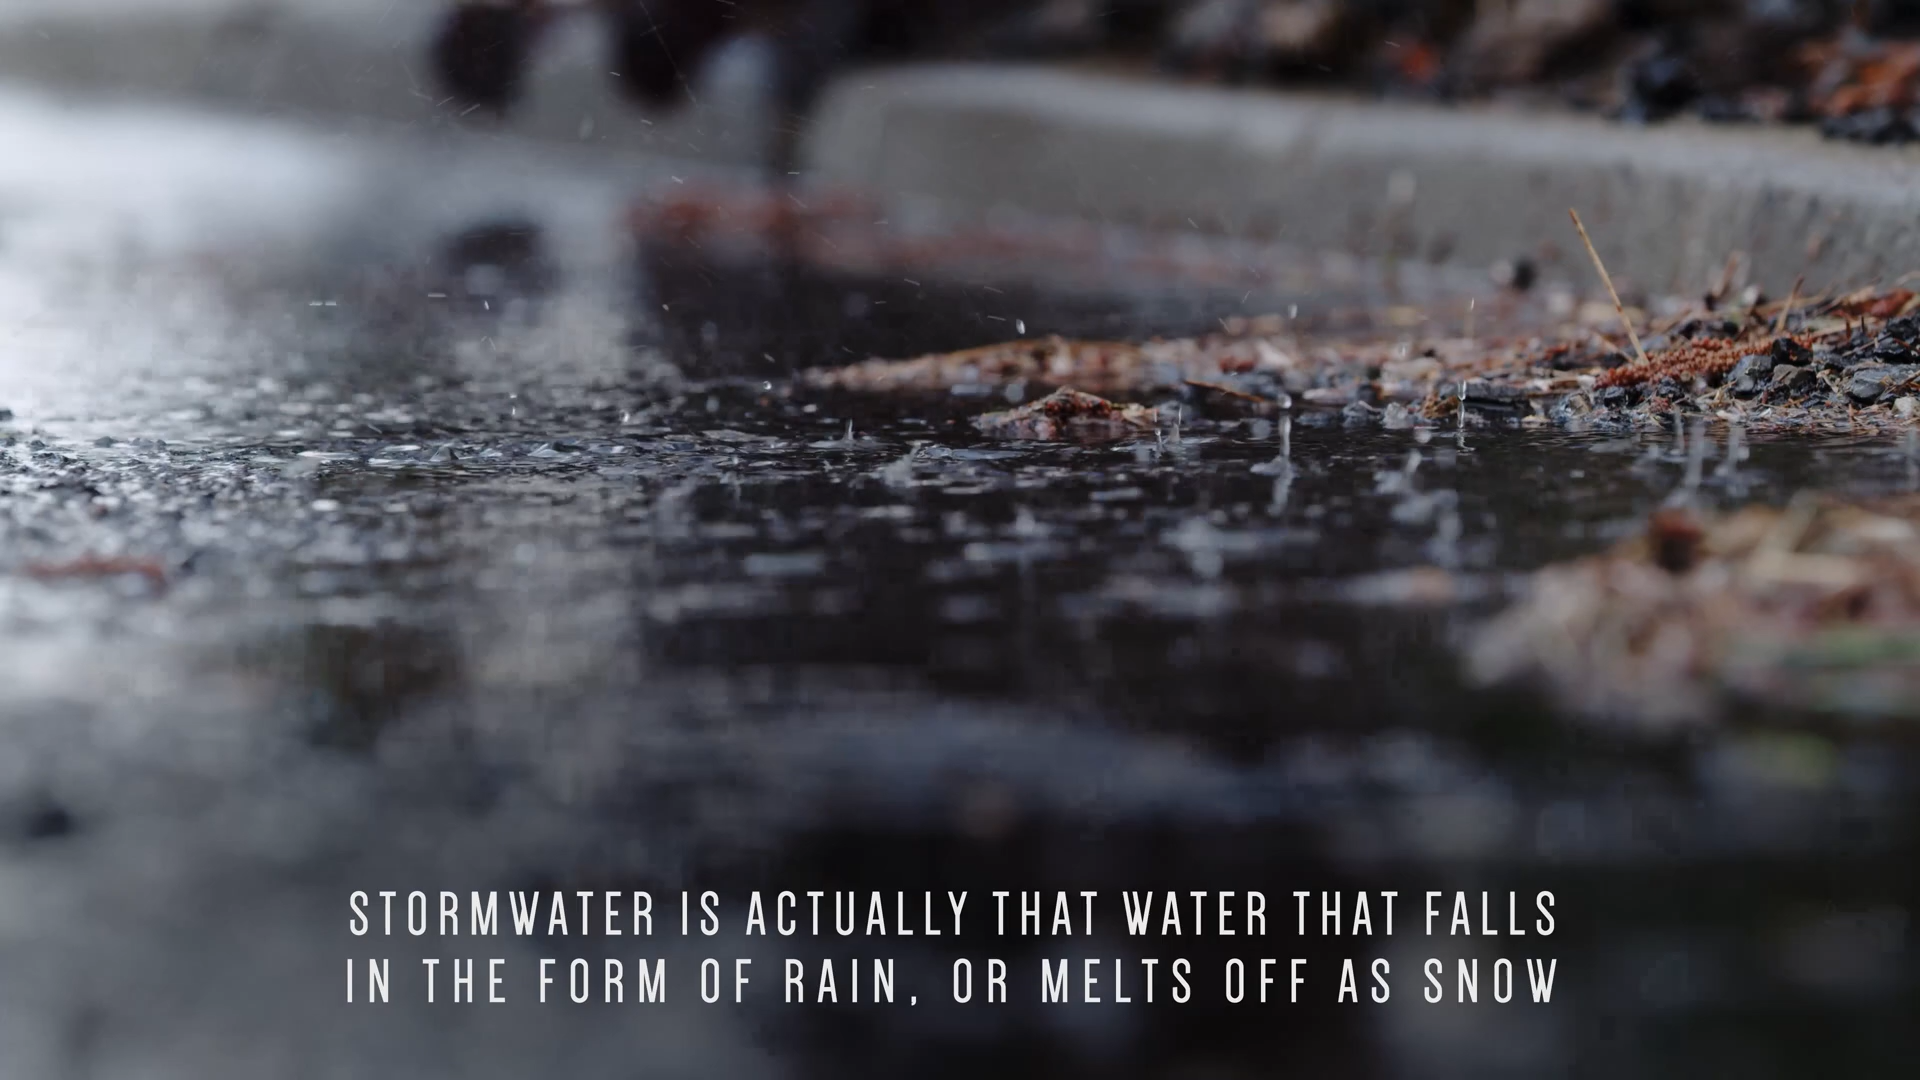 STORMWATER IS ACTUALLY THAT WATER THAT FALLS
IN THE FORM OF RAIN, OR MELTS OFF AS SNOW